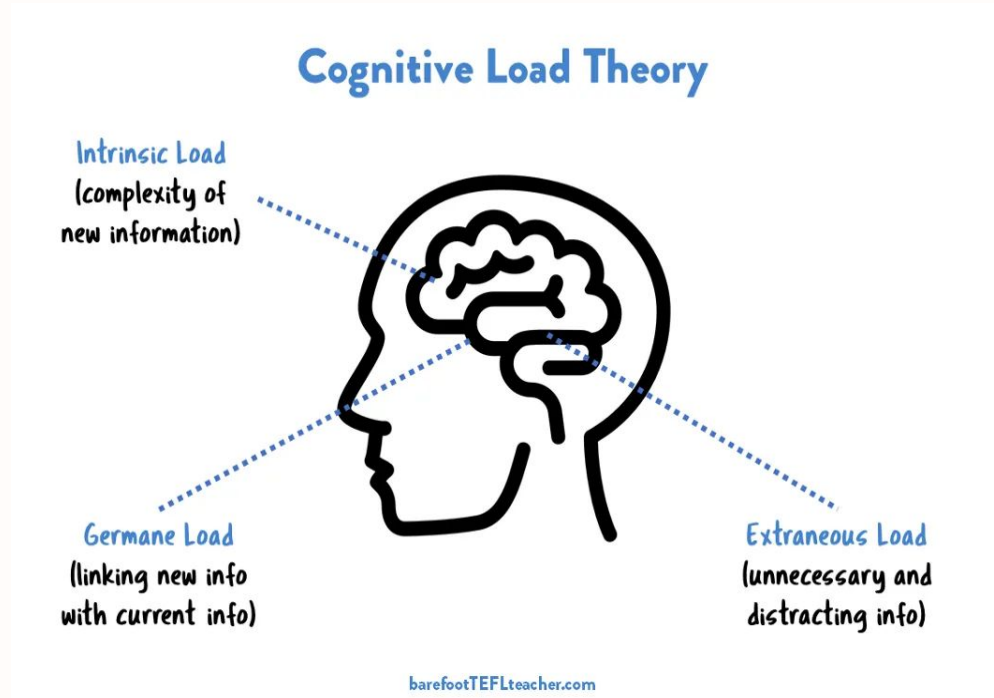 Cognitive Load Theory
Intrinsic Load
(complexity of
new information)
Germane Load
(linking new info
with current info)
Extraneous Load
(unnecessary and
distracting info)
barefootTEFLteacher.com